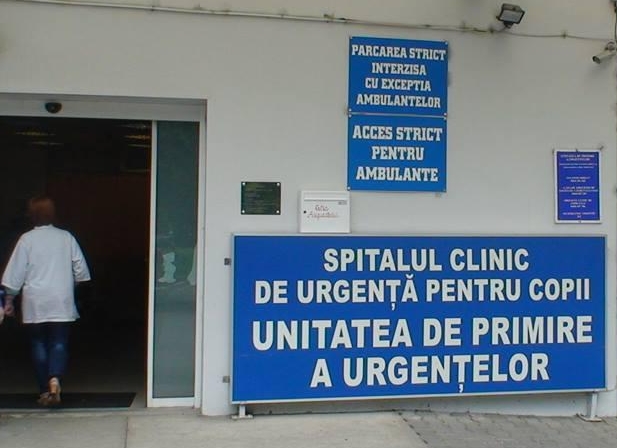 PARCAREA STRICT
INTERZISA
CU EXCEPTIA
AMBULANTELOR
ACCES STRICT
PENTRU
AMBULANTE
SPITALUL CLINIC
DE URGENȚĂ PENTRU COPII
UNITATEA DE PRIMIRE
A URGENȚELOR